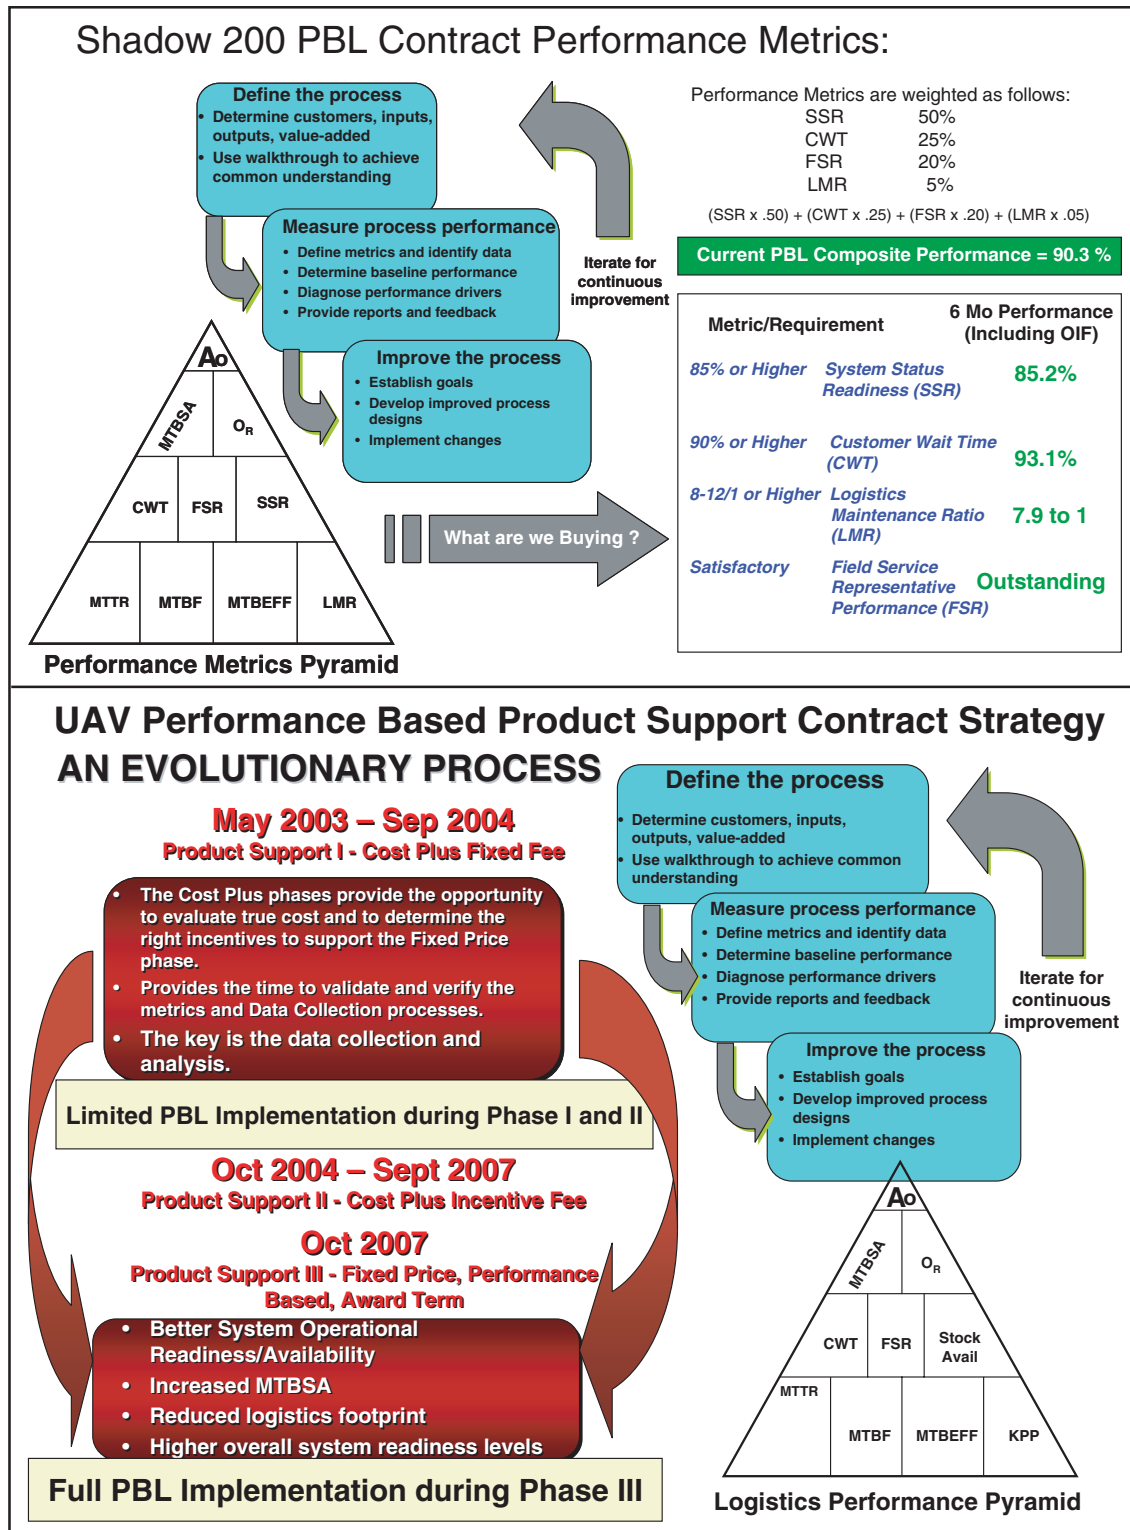 Shadow 200 PBL Contract Performance Metrics:
Define the process
• Determine customers, inputs,
outputs, value-added
• Use walkthrough to achieve
common understanding
Measure process performance
• Define metrics and identify data
• Determine baseline performance
• Diagnose performance drivers
• Provide reports and feedback
Improve the process
• Establish goals
• Develop improved process
designs
• Implement changes
Iterate for
continuous
improvement
Performance Metrics are weighted as follows:
SSR 50%
CWT 25%
FSR 20%
LMR 5%
(SSR x .50) + (CWT x .25) + (FSR x .20) + (LMR x .05)
Current PBL Composite Performance = 90.3 %
Metric/Requirement
6 Mo Performance
(Including OIF)
85% or Higher System Status
Readiness (SSR)
85.2%
90% or Higher Customer Wait Time
(CWT)
93.1%
8-12/1 or Higher Logistics
Maintenance Ratio
(LMR)
7.9 to 1
Satisfactory Field Service
Representative
Performance (FSR)
Outstanding
What are we Buying ?
Ao
MTBSA
OR
CWT
FSR
SSR
MTTR
MTBF
MTBEFF
LMR
Performance Metrics Pyramid
UAV Performance Based Product Support Contract Strategy
AN EVOLUTIONARY PROCESS
May 2003 – Sep 2004
Product Support I - Cost Plus Fixed Fee
• The Cost Plus phases provide the opportunity
to evaluate true cost and to determine the
right incentives to support the Fixed Price
phase.
• Provides the time to validate and verify the
metrics and Data Collection processes.
• The key is the data collection and
analysis.
Limited PBL Implementation during Phase I and II
Oct 2004 – Sept 2007
Product Support II - Cost Plus Incentive Fee
Oct 2007
Product Support III - Fixed Price, Performance
Based, Award Term
• Better System Operational
Readiness/Availability
• Increased MTBSA
• Reduced logistics footprint
• Higher overall system readiness levels
Full PBL Implementation during Phase III
Define the process
• Determine customers, inputs,
outputs, value-added
• Use walkthrough to achieve common
understanding
Measure process performance
• Define metrics and identify data
• Determine baseline performance
• Diagnose performance drivers
• Provide reports and feedback
Improve the process
• Establish goals
• Develop improved process
designs
• Implement changes
Iterate for
continuous
improvement
Ao
MTBSA
OR
CWT
FSR
Stock
Avail
MTTR
MTBF
MTBEFF
KPP
Logistics Performance Pyramid